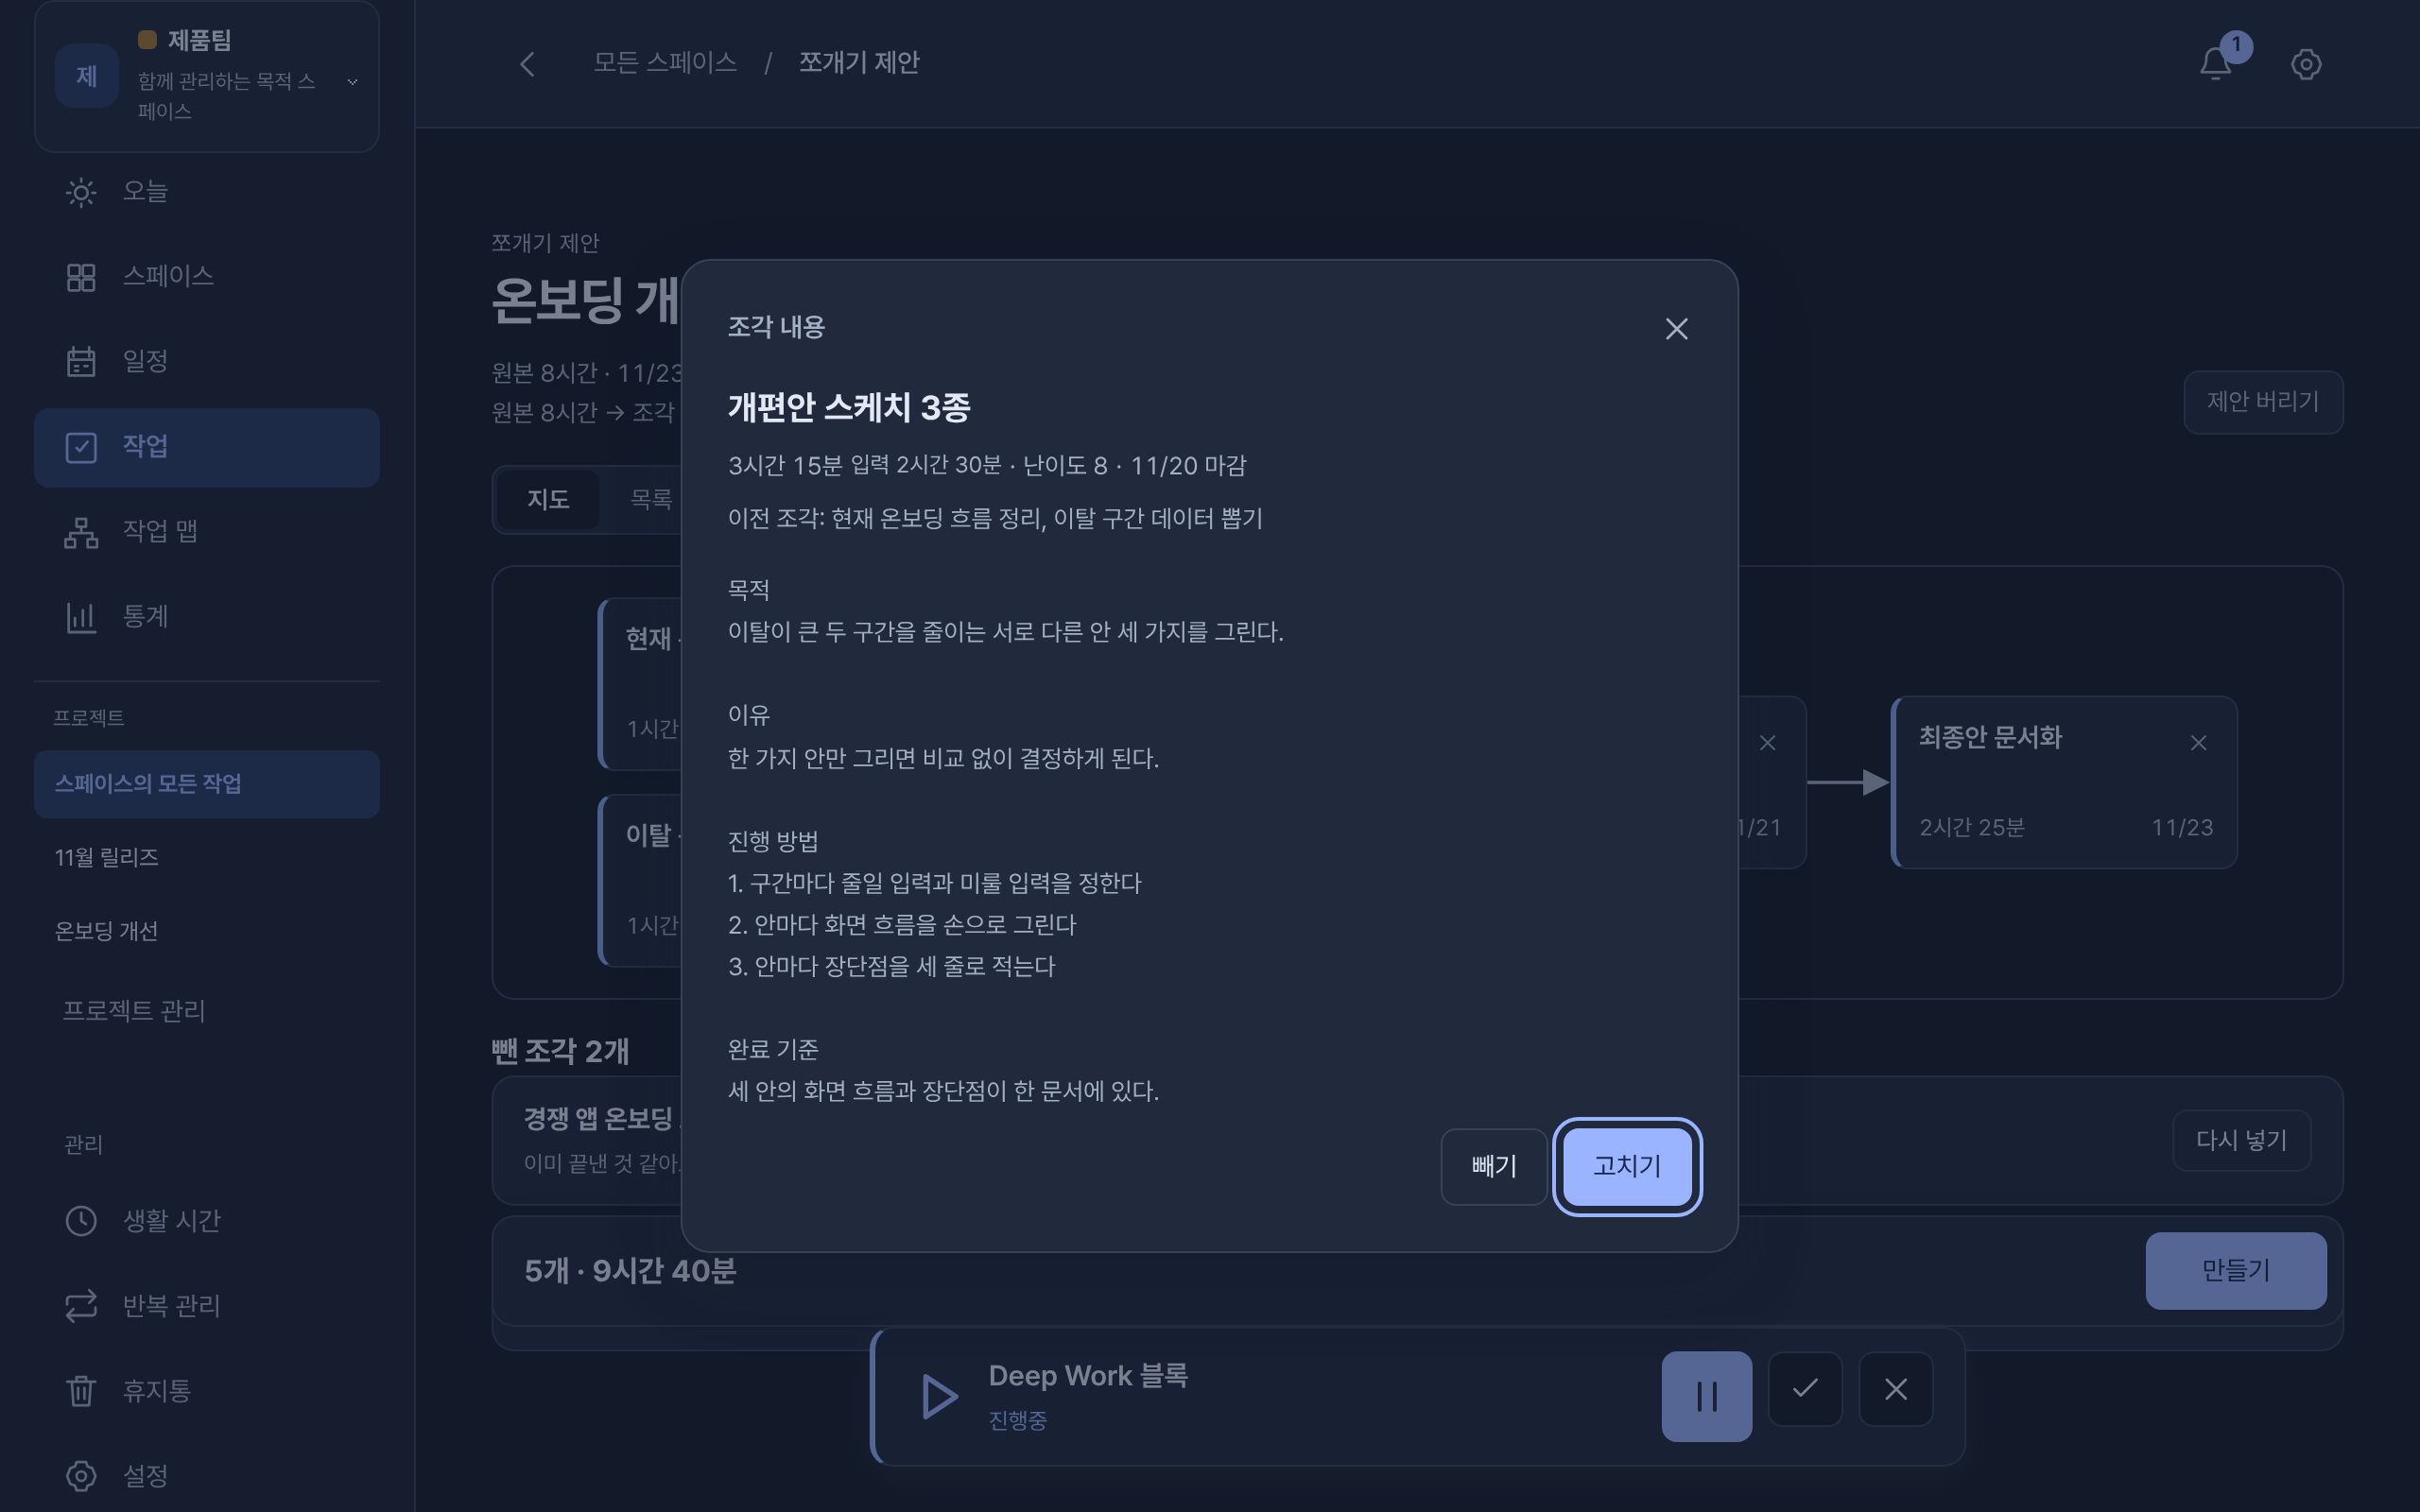 제
제품팀
함께 관리하는 목적 스
페이스
오늘
스페이스
일정
작업
작업 맵
통계
프로젝트
스페이스의 모든 작업
11월 릴리즈
온보딩 개선
프로젝트 관리
관리
생활 시간
반복 관리
휴지통
설정
모든 스페이스 / 쪼개기 제안
1
쪼개기 제안
온보딩 개
원본 8시간 · 11/23
원본 8시간 → 조각
제안 버리기
지도
목록
현재
1시간
이탈
1시간
1/21
최종안 문서화
2시간 25분
11/23
조각 내용
개편안 스케치 3종
3시간 15분 입력 2시간 30분 · 난이도 8 · 11/20 마감
이전 조각: 현재 온보딩 흐름 정리, 이탈 구간 데이터 뽑기
목적
이탈이 큰 두 구간을 줄이는 서로 다른 안 세 가지를 그린다.
이유
한 가지 안만 그리면 비교 없이 결정하게 된다.
진행 방법
1. 구간마다 줄일 입력과 미룰 입력을 정한다
2. 안마다 화면 흐름을 손으로 그린다
3. 안마다 장단점을 세 줄로 적는다
완료 기준
세 안의 화면 흐름과 장단점이 한 문서에 있다.
빼기
고치기
뺀 조각 2개
경쟁 앱 온보딩
이미 끝낸 것 같아
다시 넣기
5개 · 9시간 40분
만들기
Deep Work 블록
진행중